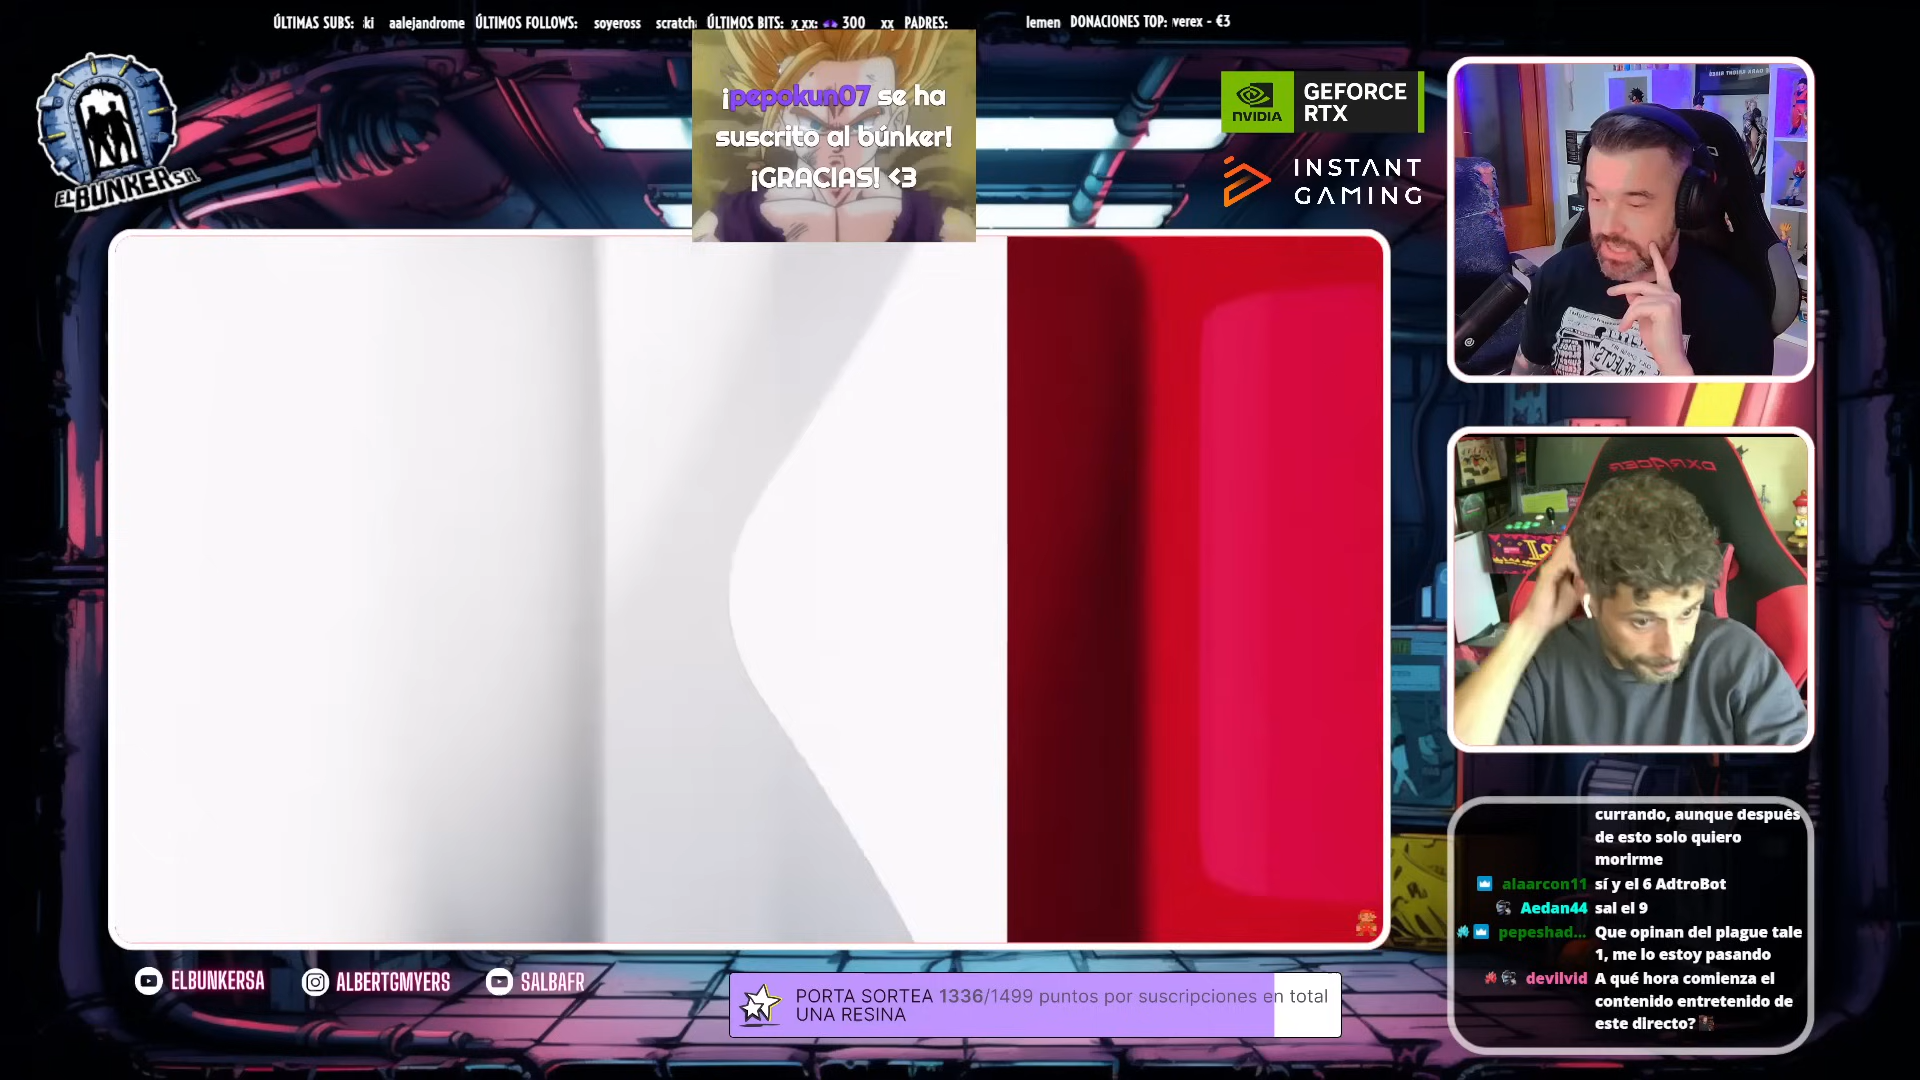 ÚLTIMAS SUBS: ki aalejandrome ÚLTIMOS FOLLOWS: soyeross scratch ÚLTIMOS BITS: x_xx: 300 xx PADRES: lemen DONACIONES TOP: verex - €3
EL BUNKER S.A.
¡pepokun07 se ha
suscrito al búnker!
¡GRACIAS! <3
NVIDIA
GEFORCE
RTX
INSTANT
GAMING
DXRACER
currando, aunque después
de esto solo quiero
morirme
alaarcon11 sí y el 6 AdtroBot
Aedan44 sal el 9
pepeshad... Que opinan del plague tale
1, me lo estoy pasando
devilvid A qué hora comienza el
contenido entretenido de
este directo?
ELBUNKERSA ALBERTGMYERS SALBAFR
PORTA SORTEA 1336/1499 puntos por suscripciones en total
UNA RESINA